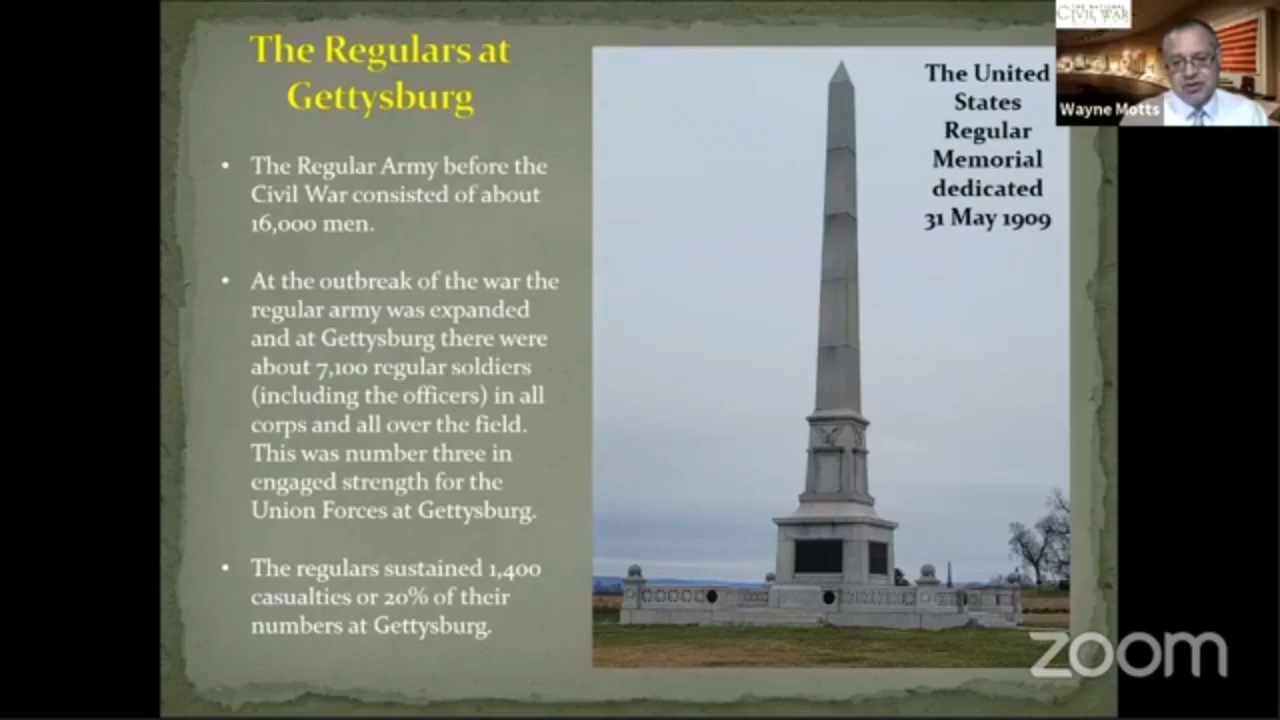 The Regulars at
Gettysburg
• The Regular Army before the
Civil War consisted of about
16,000 men.
• At the outbreak of the war the
regular army was expanded
and at Gettysburg there were
about 7,100 regular soldiers
(including the officers) in all
corps and all over the field.
This was number three in
engaged strength for the
Union Forces at Gettysburg.
• The regulars sustained 1,400
casualties or 20% of their
numbers at Gettysburg.
The United
States
Regular
Memorial
dedicated
31 May 1909
THE NATIONAL
CIVIL WAR
Wayne Motts
zoom